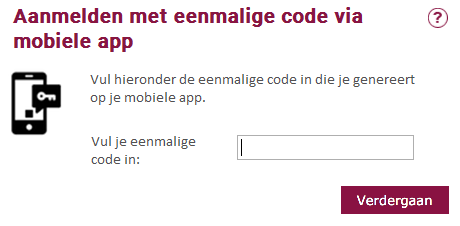 Aanmelden met eenmalige code via
mobiele app
?
Vul hieronder de eenmalige code in die je genereert
op je mobiele app.
Vul je eenmalige
code in:
Verdergaan